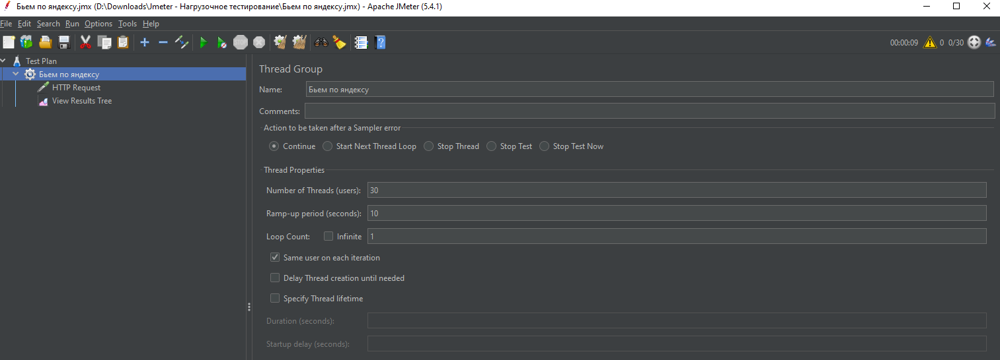 Бьем по яндексу.jmx (D:\Downloads\Jmeter - Нагрузочное тестирование\Бьем по яндексу.jmx) - Apache JMeter (5.4.1)
File Edit Search Run Options Tools Help
STOP 00:00:09 0 0/30
Test Plan
Бьем по яндексу
HTTP Request
View Results Tree
Thread Group
Name: Бьем по яндексу
Comments:
Action to be taken after a Sampler error
Continue Start Next Thread Loop Stop Thread Stop Test Stop Test Now
Thread Properties
Number of Threads (users): 30
Ramp-up period (seconds): 10
Loop Count: Infinite 1
Same user on each iteration
Delay Thread creation until needed
Specify Thread lifetime
Duration (seconds):
Startup delay (seconds):